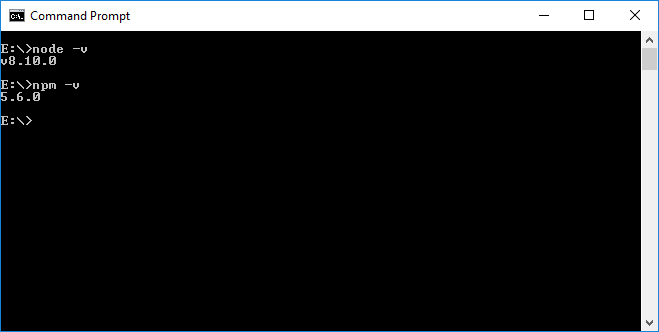 Command Prompt
E:\>node -v
v8.10.0
E:\>npm -v
5.6.0
E:\>